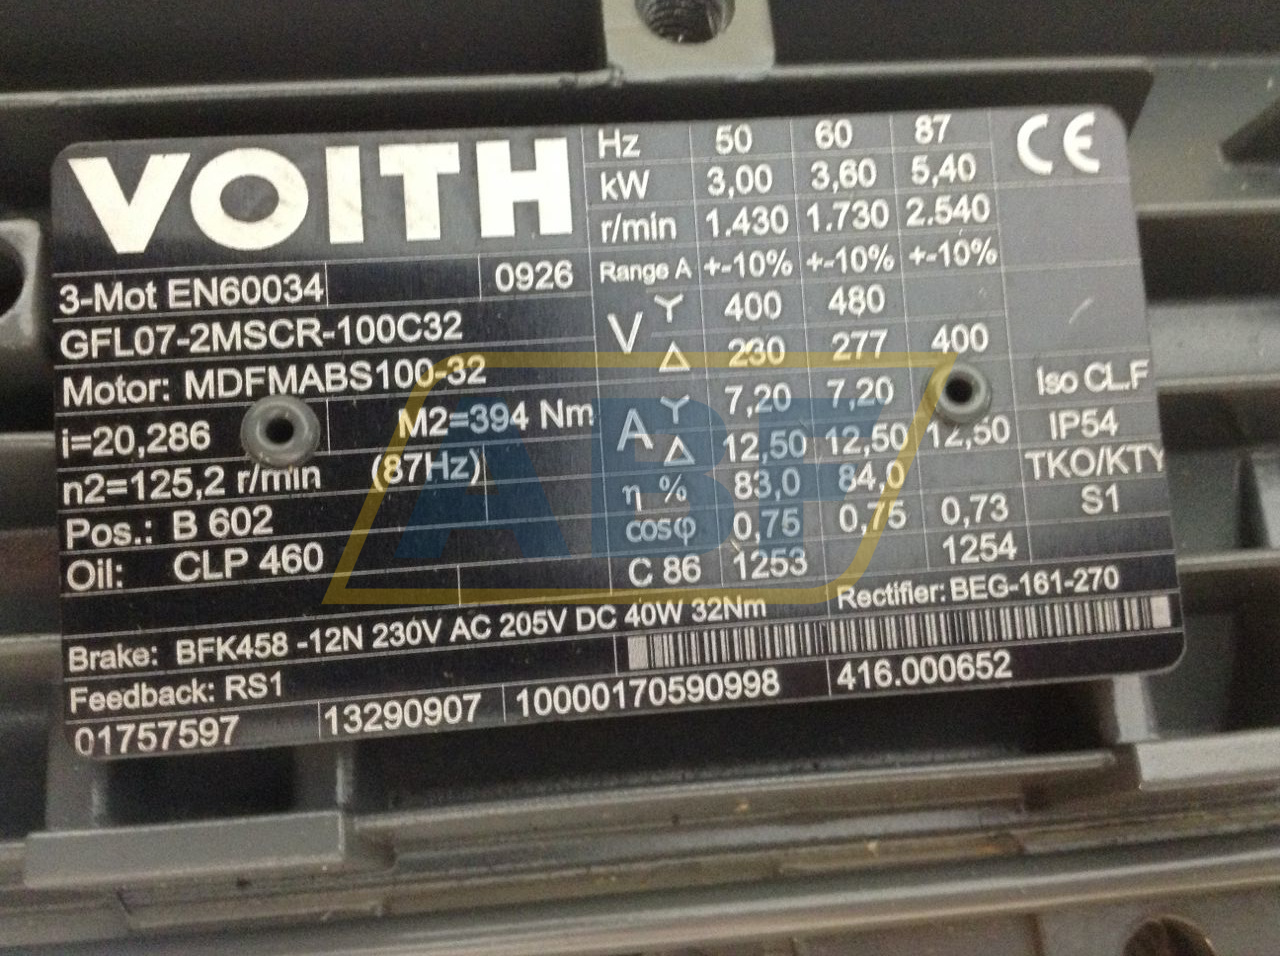 VOITH
3-Mot EN60034 0926
GFL07-2MSCR-100C32
Motor: MDFMABS100-32
i=20,286 M2=394 Nm
n2=125,2 r/min (87Hz)
Pos.: B 602
Oil: CLP 460
Hz 50 60 87
kW 3,00 3,60 5,40
r/min 1.430 1.730 2.540
Range A +-10% +-10% +-10%
V Y 400 480
Δ 230 277 400
A Y 7,20 7,20
Δ 12,50 12,50 12,50
η % 83,0 84,0
cosφ 0,75 0,75 0,73
C 86 1253 1254
CE
Iso CL.F
IP54
TKO/KTY
S1
Brake: BFK458 -12N 230V AC 205V DC 40W 32Nm Rectifier: BEG-161-270
Feedback: RS1
01757597 13290907 10000170590998 416.000652
ABF